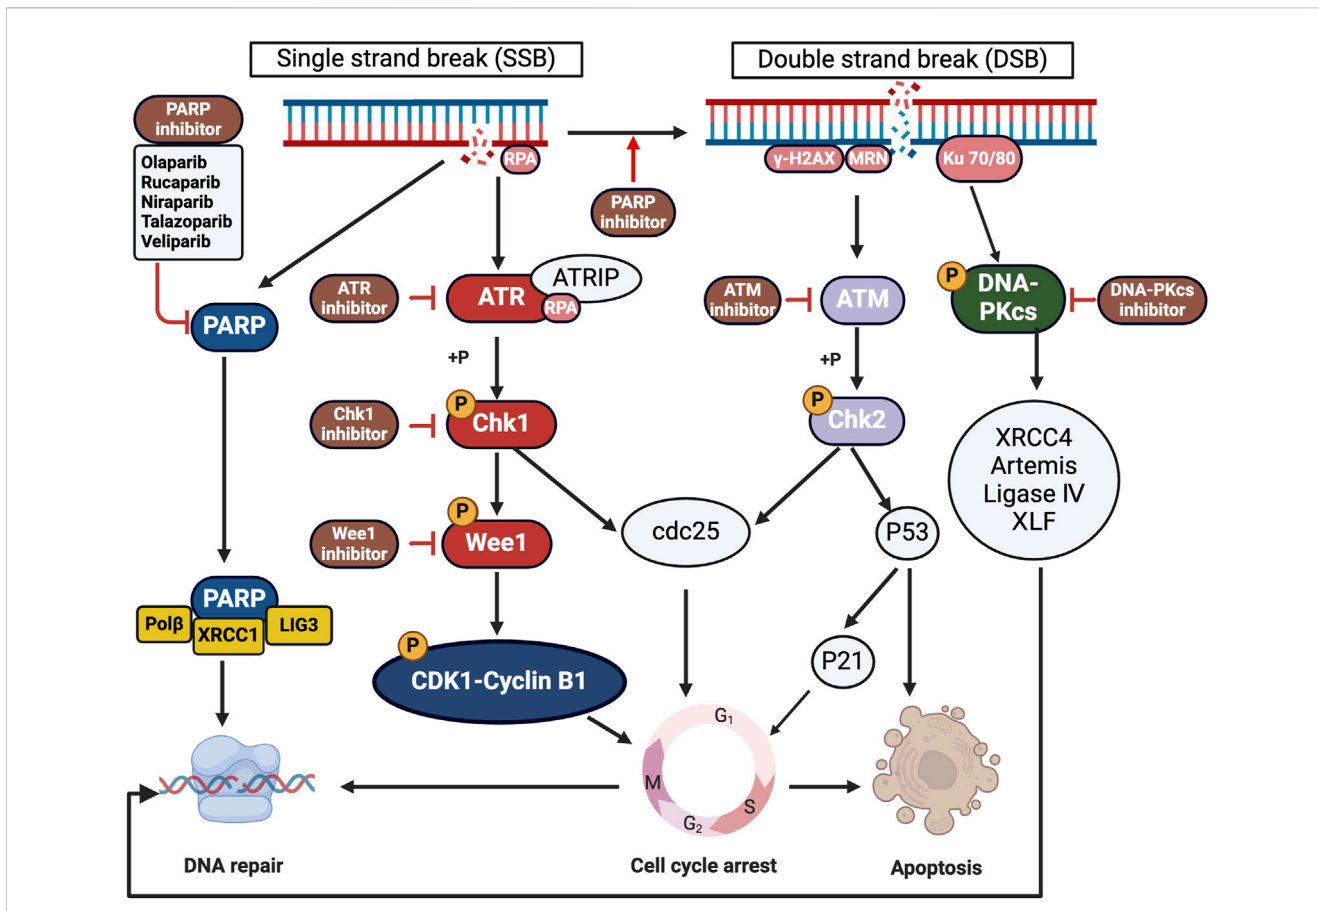 Single strand break (SSB)
Double strand break (DSB)
PARP
inhibitor
Olaparib
Rucaparib
Niraparib
Talazoparib
Veliparib
RPA
PARP
inhibitor
γ-H2AX
MRN
Ku 70/80
ATR
inhibitor
ATR
ATRIP
RPA
ATM
inhibitor
ATM
P
DNA-
PKcs
DNA-PKcs
inhibitor
PARP
+P
+P
Chk1
inhibitor
P
Chk1
P
Chk2
XRCC4
Artemis
Ligase IV
XLF
Wee1
inhibitor
P
Wee1
cdc25
P53
PARP
Polβ
XRCC1
LIG3
P
CDK1-Cyclin B1
P21
G1
M
S
G2
DNA repair
Cell cycle arrest
Apoptosis